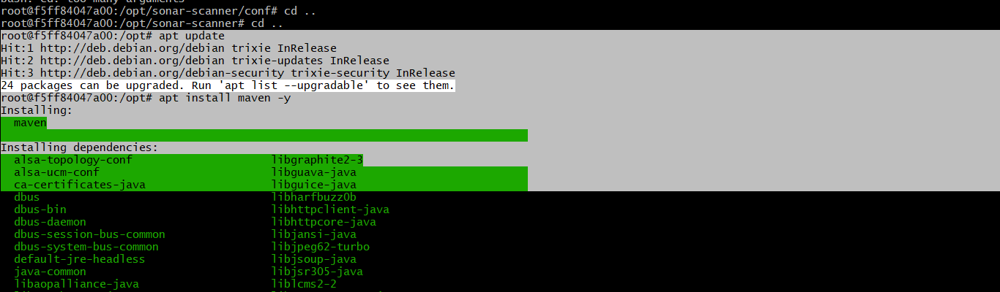 bash: cd: too many arguments
root@f5ff84047a00:/opt/sonar-scanner/conf# cd ..
root@f5ff84047a00:/opt/sonar-scanner# cd ..
root@f5ff84047a00:/opt# apt update
Hit:1 http://deb.debian.org/debian trixie InRelease
Hit:2 http://deb.debian.org/debian trixie-updates InRelease
Hit:3 http://deb.debian.org/debian-security trixie-security InRelease
24 packages can be upgraded. Run 'apt list --upgradable' to see them.
root@f5ff84047a00:/opt# apt install maven -y
Installing:
  maven
Installing dependencies:
  alsa-topology-conf                     libgraphite2-3
  alsa-ucm-conf                          libguava-java
  ca-certificates-java                   libguice-java
  dbus                                   libharfbuzz0b
  dbus-bin                               libhttpclient-java
  dbus-daemon                            libhttpcore-java
  dbus-session-bus-common                libjansi-java
  dbus-system-bus-common                 libjpeg62-turbo
  default-jre-headless                   libjsoup-java
  java-common                            libjsr305-java
  libaopalliance-java                    liblcms2-2